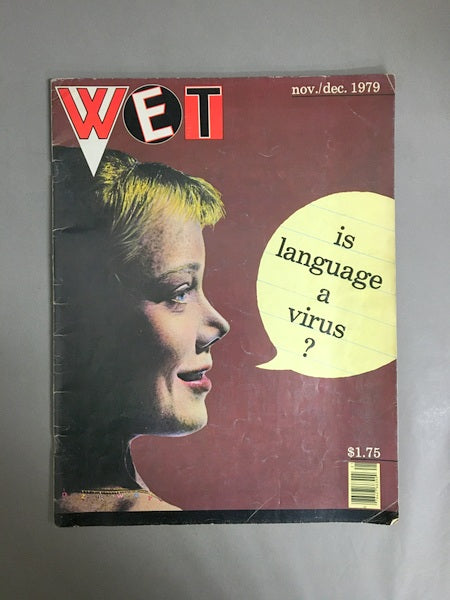 WET
nov./dec. 1979
is
language
a
virus
?
$1.75